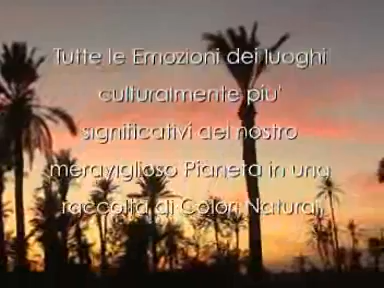 Tutte le Emozioni dei luoghi
culturalmente piu'
significativi del nostro
meraviglioso Pianeta in una
raccolta di Colori Naturali